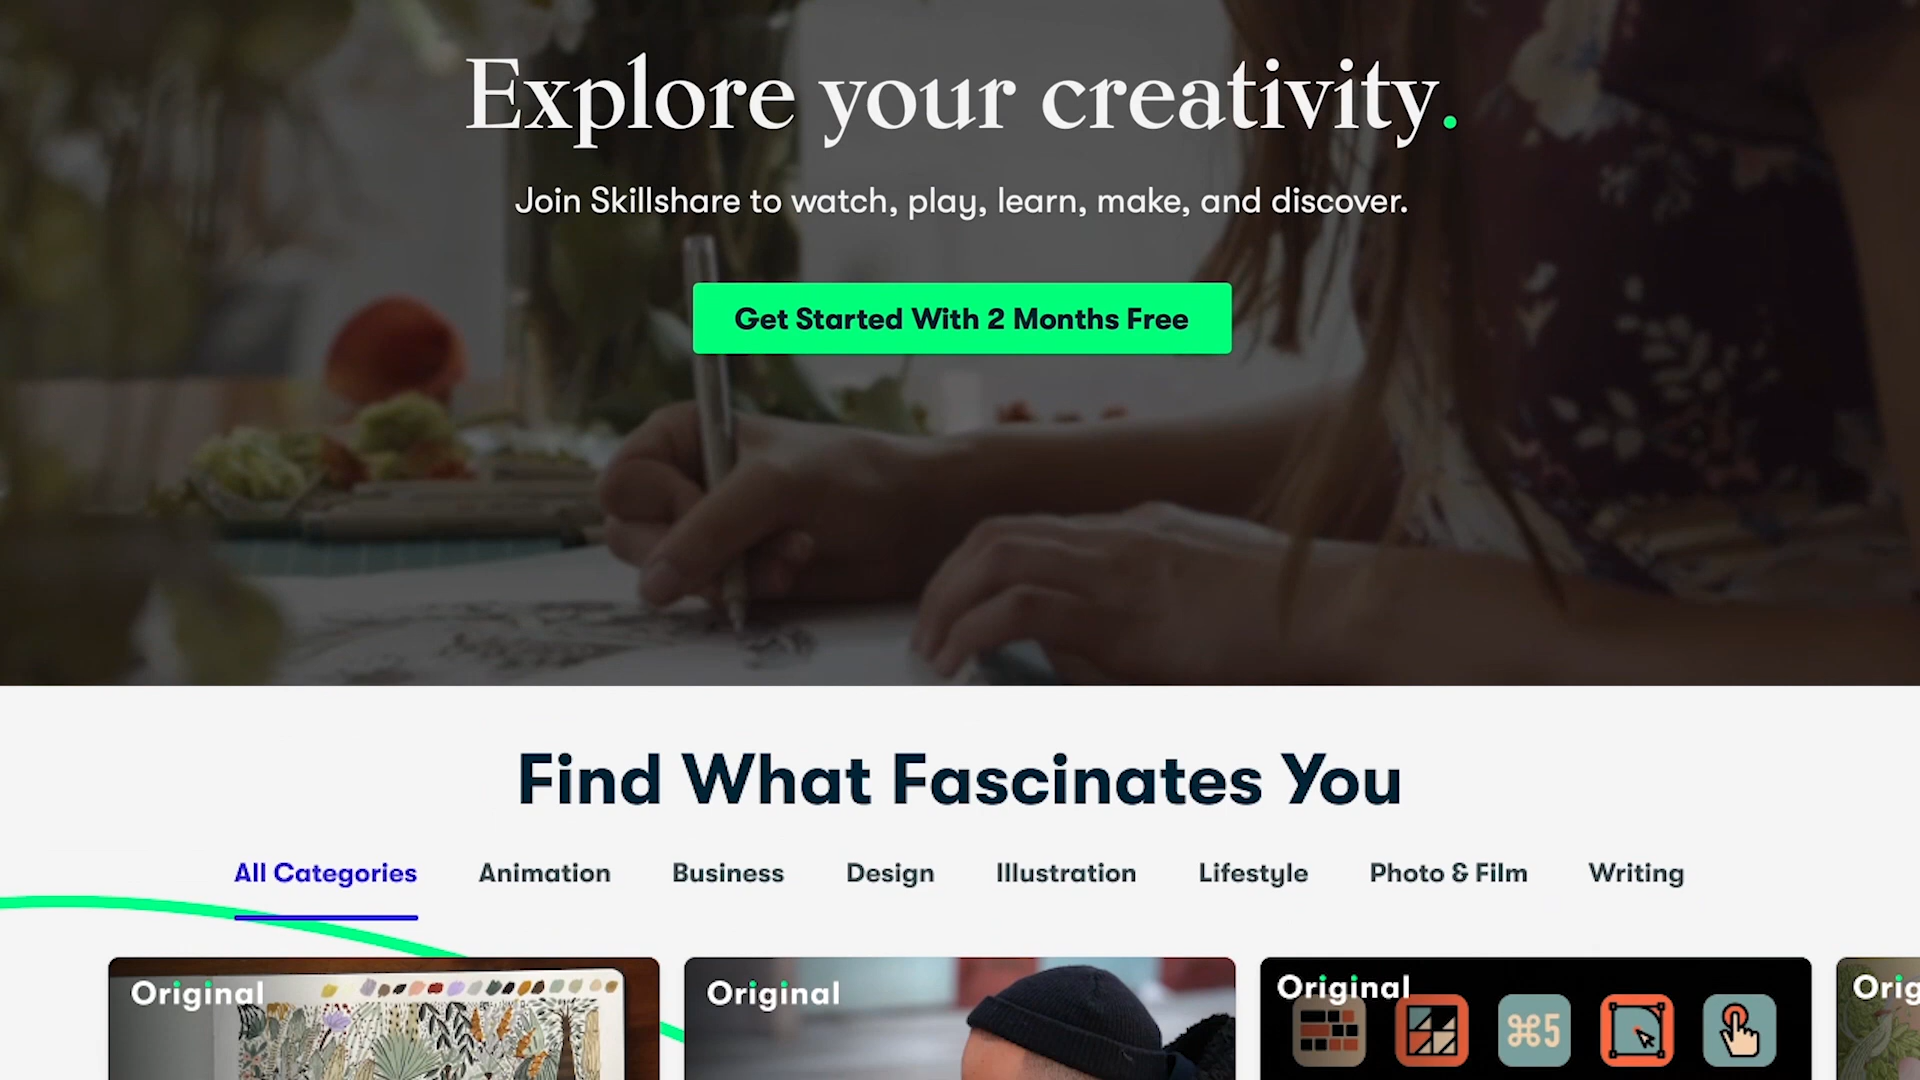 Explore your creativity.
Join Skillshare to watch, play, learn, make, and discover.
Get Started With 2 Months Free
Find What Fascinates You
All Categories Animation Business Design Illustration Lifestyle Photo & Film Writing
Original Original Original Orig
⌘5